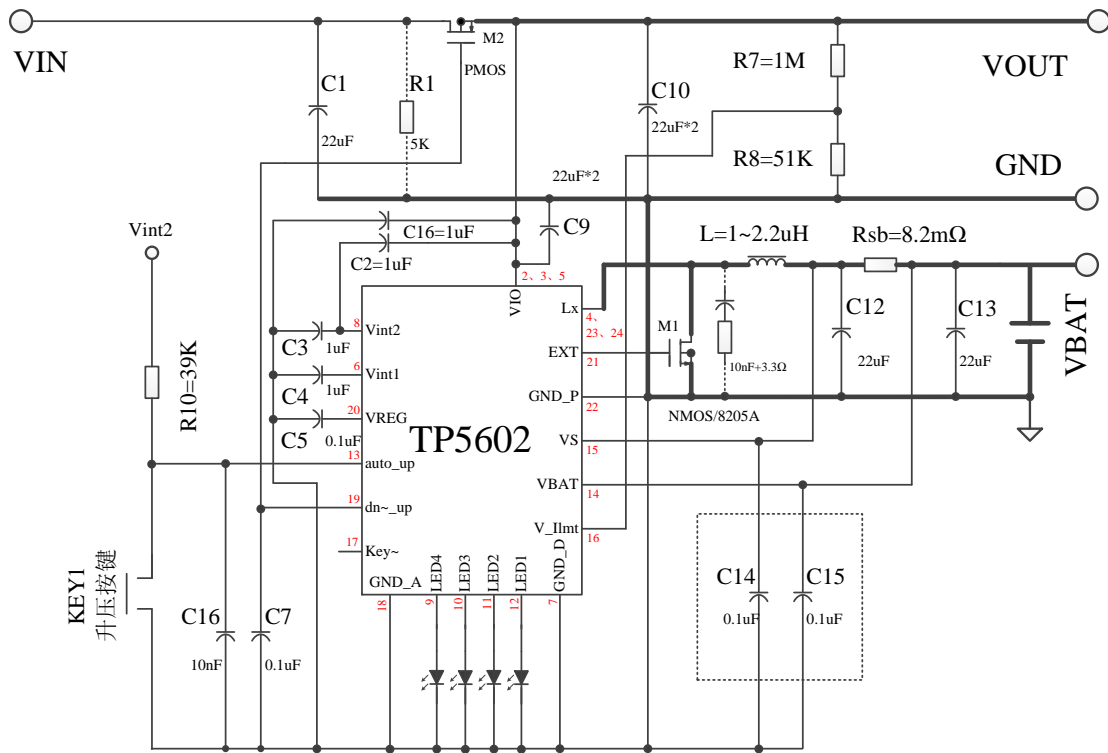 VIN
C1
22uF
R1
5K
M2
PMOS
C10
22uF*2
R7=1M
VOUT
R8=51K
GND
22uF*2
C9
C16=1uF
C2=1uF
Vint2
L=1~2.2uH
Rsb=8.2mΩ
2、3、5
VIO
Lx
4、
23、24
C3
1uF
8
Vint2
EXT
21
M1
10nF+3.3Ω
C12
22uF
C13
22uF
VBAT
R10=39K
C4
1uF
6
Vint1
GND_P
22
NMOS/8205A
C5
0.1uF
20
VREG
TP5602
VS
15
13
auto_up
VBAT
14
19
dn~_up
V_Ilmt
16
17
Key~
GND_A
18
LED4
9
LED3
10
LED2
11
LED1
12
GND_D
7
KEY1
升压按键
C16
10nF
C7
0.1uF
C14
0.1uF
C15
0.1uF